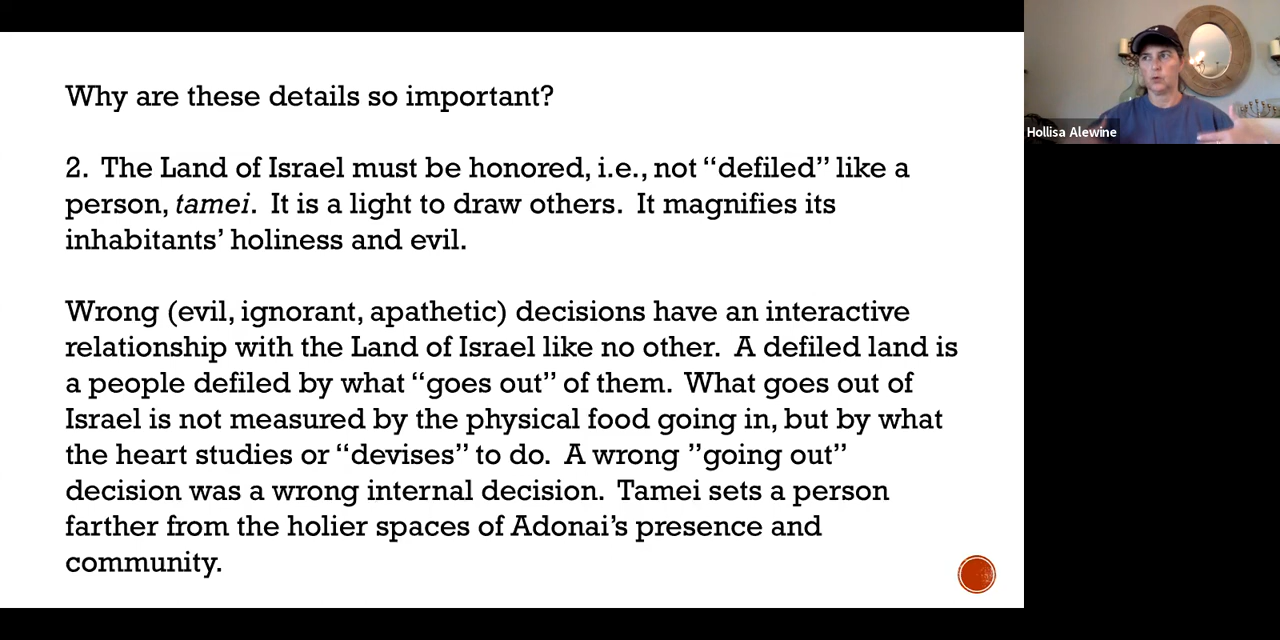 Why are these details so important?
2. The Land of Israel must be honored, i.e., not “defiled” like a
person, tamei. It is a light to draw others. It magnifies its
inhabitants’ holiness and evil.
Wrong (evil, ignorant, apathetic) decisions have an interactive
relationship with the Land of Israel like no other. A defiled land is
a people defiled by what “goes out” of them. What goes out of
Israel is not measured by the physical food going in, but by what
the heart studies or “devises” to do. A wrong ”going out”
decision was a wrong internal decision. Tamei sets a person
farther from the holier spaces of Adonai’s presence and
community.
Hollisa Alewine